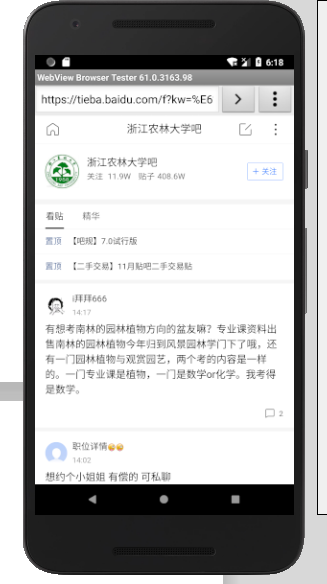 6:18
WebView Browser Tester 61.0.3163.98
https://tieba.baidu.com/f?kw=%E6
浙江农林大学吧
浙江农林大学吧
关注 11.9W 贴子 408.6W
+ 关注
看贴 精华
置顶 【吧规】7.0试行版
置顶 【二手交易】11月贴吧二手交易贴
i拜拜666
14:17
有想考南林的园林植物方向的盆友嘛？专业课资料出
售南林的园林植物今年归到风景园林学门下了哦，还
有一门园林植物与观赏园艺，两个考的内容是一样
的。一门专业课是植物，一门是数学or化学。我考得
是数学。
2
职位详情😄😄
14:02
想约个小姐姐 有偿的 可私聊